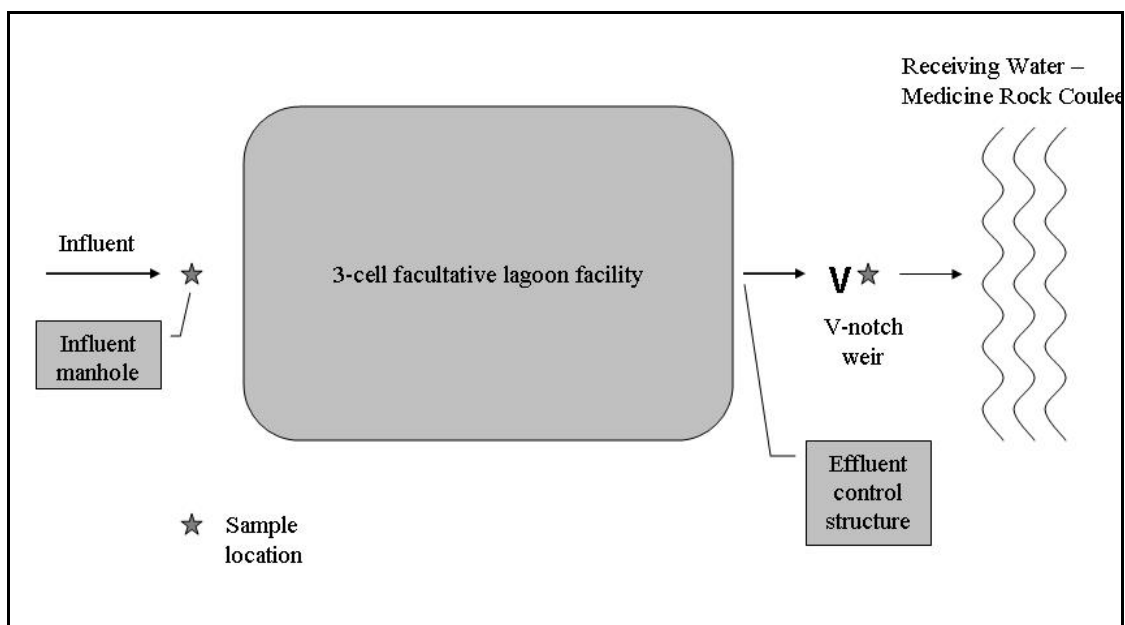 Receiving Water –
Medicine Rock Coulee
Influent
3-cell facultative lagoon facility
V
V-notch
weir
Influent
manhole
Effluent
control
structure
Sample
location